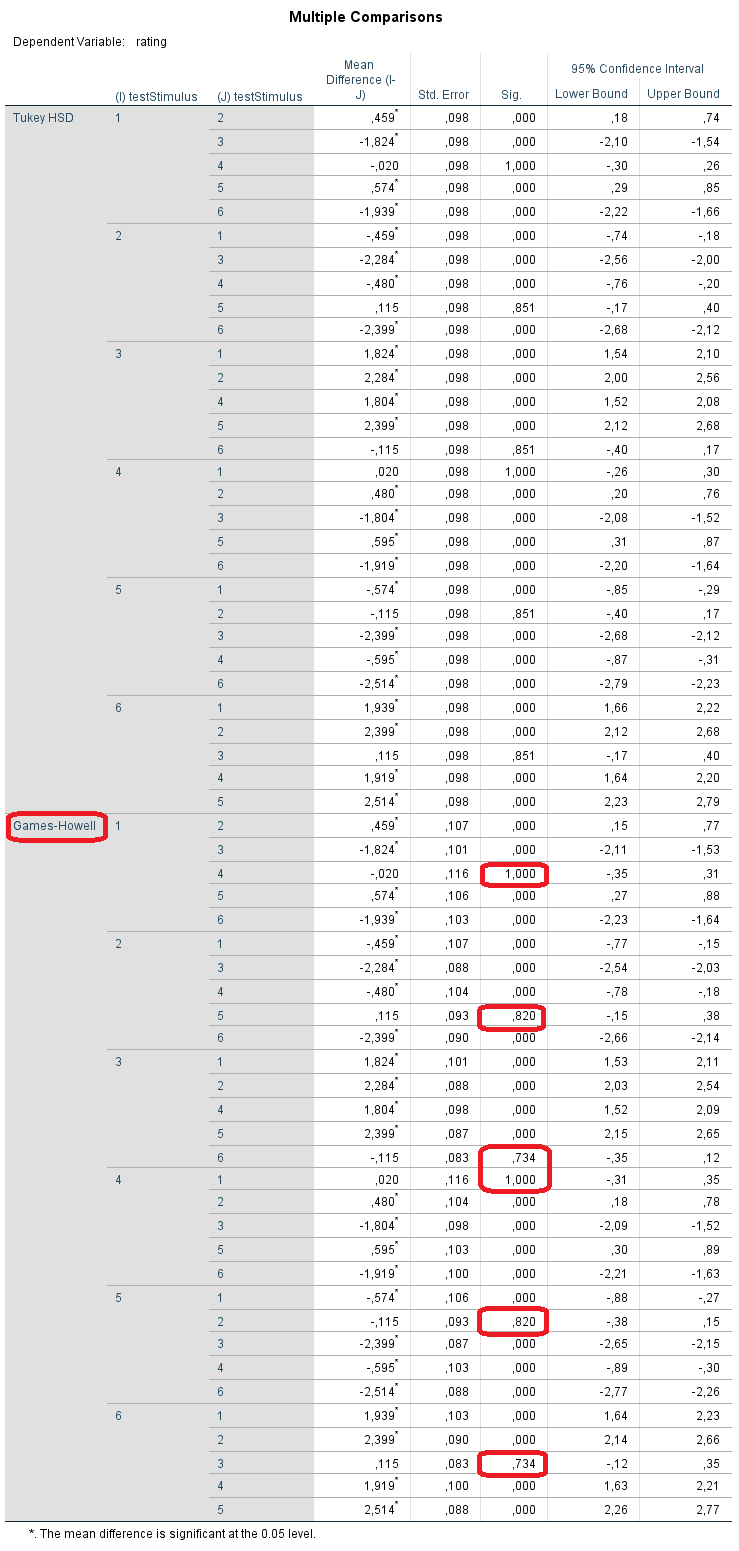 Multiple Comparisons
Dependent Variable: rating
(I) testStimulus (J) testStimulus Mean Difference (I-J) Std. Error Sig. 95% Confidence Interval
Lower Bound Upper Bound
Tukey HSD 1 2 ,459* ,098 ,000 ,18 ,74
3 -1,824* ,098 ,000 -2,10 -1,54
4 -,020 ,098 1,000 -,30 ,26
5 ,574* ,098 ,000 ,29 ,85
6 -1,939* ,098 ,000 -2,22 -1,66
2 1 -,459* ,098 ,000 -,74 -,18
3 -2,284* ,098 ,000 -2,56 -2,00
4 -,480* ,098 ,000 -,76 -,20
5 ,115 ,098 ,851 -,17 ,40
6 -2,399* ,098 ,000 -2,68 -2,12
3 1 1,824* ,098 ,000 1,54 2,10
2 2,284* ,098 ,000 2,00 2,56
4 1,804* ,098 ,000 1,52 2,08
5 2,399* ,098 ,000 2,12 2,68
6 -,115 ,098 ,851 -,40 ,17
4 1 ,020 ,098 1,000 -,26 ,30
2 ,480* ,098 ,000 ,20 ,76
3 -1,804* ,098 ,000 -2,08 -1,52
5 ,595* ,098 ,000 ,31 ,87
6 -1,919* ,098 ,000 -2,20 -1,64
5 1 -,574* ,098 ,000 -,85 -,29
2 -,115 ,098 ,851 -,40 ,17
3 -2,399* ,098 ,000 -2,68 -2,12
4 -,595* ,098 ,000 -,87 -,31
6 -2,514* ,098 ,000 -2,79 -2,23
6 1 1,939* ,098 ,000 1,66 2,22
2 2,399* ,098 ,000 2,12 2,68
3 ,115 ,098 ,851 -,17 ,40
4 1,919* ,098 ,000 1,64 2,20
5 2,514* ,098 ,000 2,23 2,79
Games-Howell 1 2 ,459* ,107 ,000 ,15 ,77
3 -1,824* ,101 ,000 -2,11 -1,53
4 -,020 ,116 1,000 -,35 ,31
5 ,574* ,106 ,000 ,27 ,88
6 -1,939* ,103 ,000 -2,23 -1,64
2 1 -,459* ,107 ,000 -,77 -,15
3 -2,284* ,088 ,000 -2,54 -2,03
4 -,480* ,104 ,000 -,78 -,18
5 ,115 ,093 ,820 -,15 ,38
6 -2,399* ,090 ,000 -2,66 -2,14
3 1 1,824* ,101 ,000 1,53 2,11
2 2,284* ,088 ,000 2,03 2,54
4 1,804* ,098 ,000 1,52 2,09
5 2,399* ,087 ,000 2,15 2,65
6 -,115 ,083 ,734 -,35 ,12
4 1 ,020 ,116 1,000 -,31 ,35
2 ,480* ,104 ,000 ,18 ,78
3 -1,804* ,098 ,000 -2,09 -1,52
5 ,595* ,103 ,000 ,30 ,89
6 -1,919* ,100 ,000 -2,21 -1,63
5 1 -,574* ,106 ,000 -,88 -,27
2 -,115 ,093 ,820 -,38 ,15
3 -2,399* ,087 ,000 -2,65 -2,15
4 -,595* ,103 ,000 -,89 -,30
6 -2,514* ,088 ,000 -2,77 -2,26
6 1 1,939* ,103 ,000 1,64 2,23
2 2,399* ,090 ,000 2,14 2,66
3 ,115 ,083 ,734 -,12 ,35
4 1,919* ,100 ,000 1,63 2,21
5 2,514* ,088 ,000 2,26 2,77
*. The mean difference is significant at the 0.05 level.